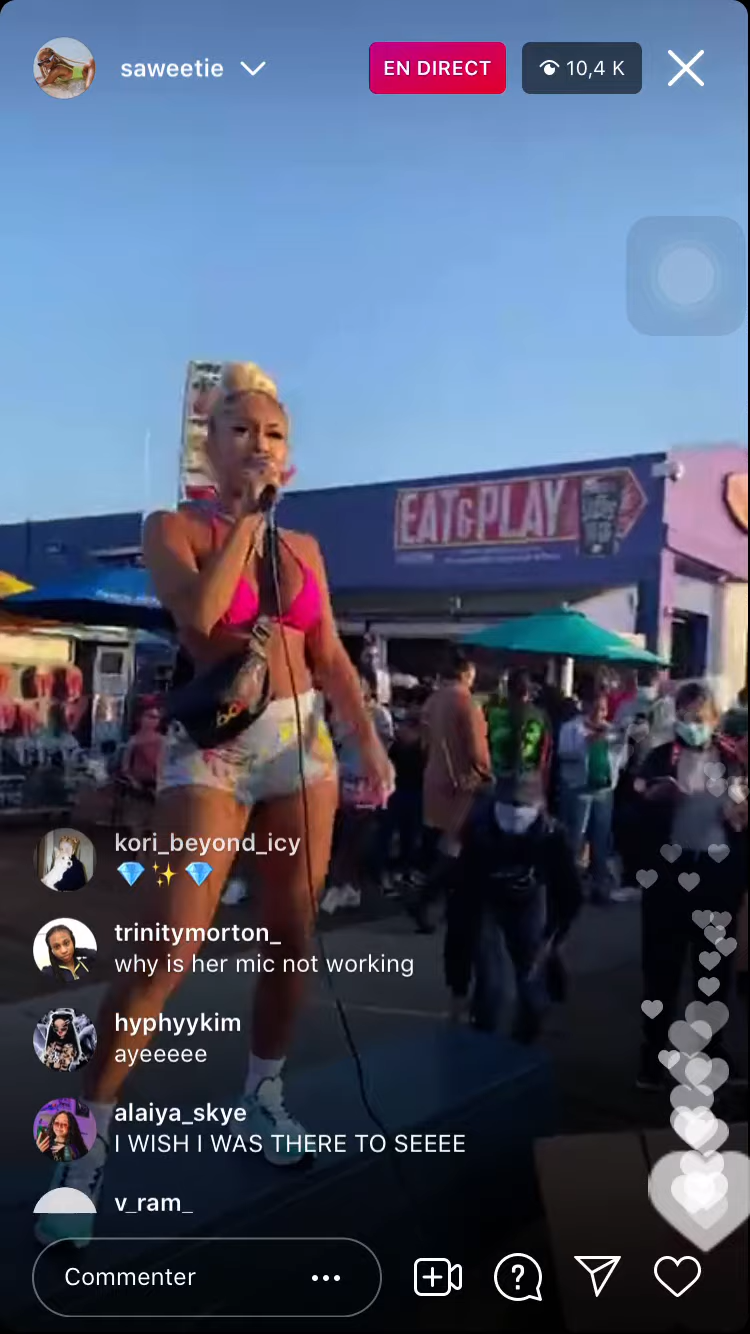 saweetie
EN DIRECT
10,4 K
EAT & PLAY
kori_beyond_icy
💎 ✨ 💎
trinitymorton_
why is her mic not working
hyphyykim
ayeeeee
alaiya_skye
I WISH I WAS THERE TO SEEEE
v_ram_
Commenter